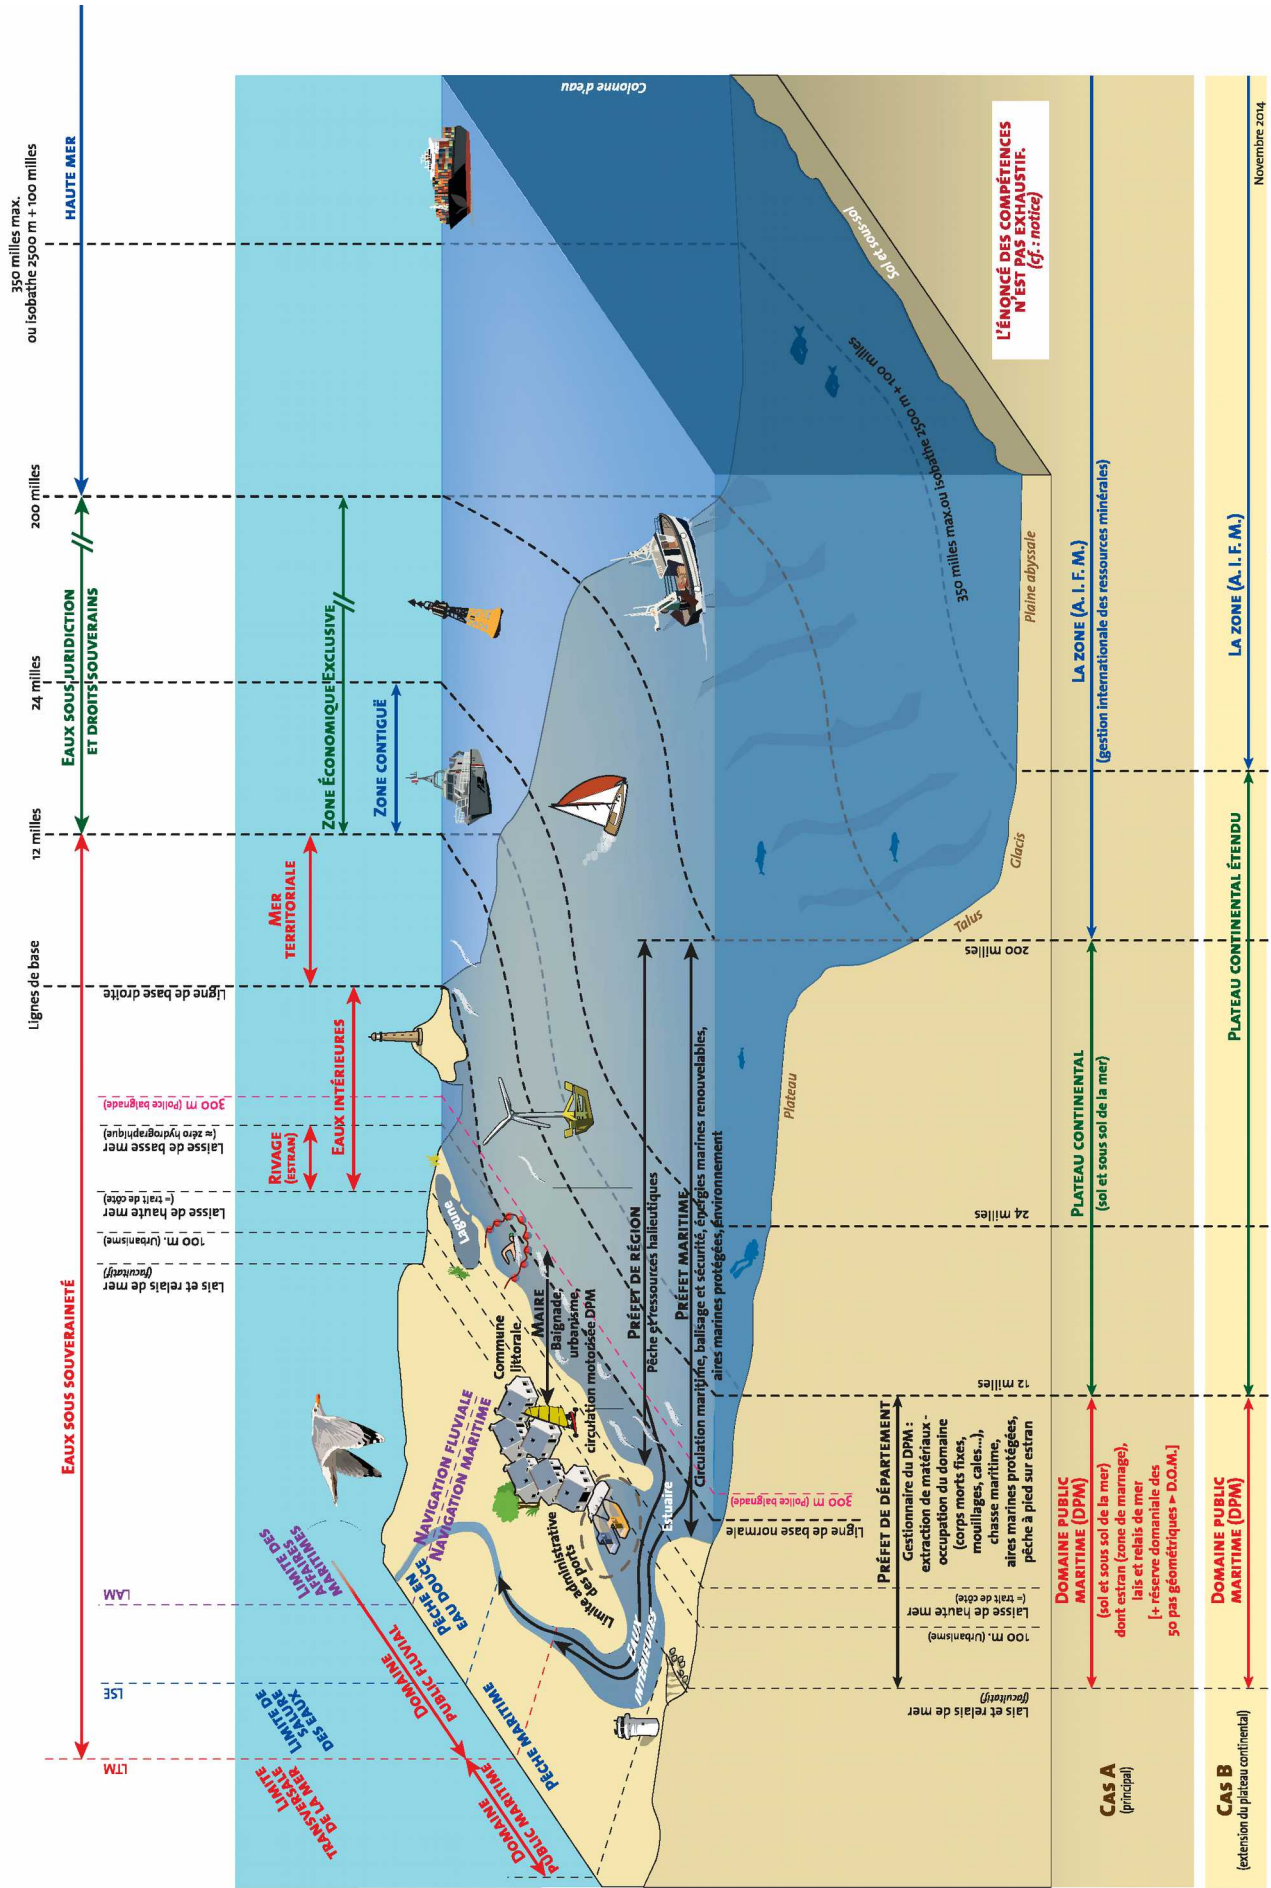 LTM
LSE
LAM
Lais et relais de mer
(facultatif)
100 m. (Urbanisme)
Laisse de haute mer
(= trait de côte)
Laisse de basse mer
(≈ zéro hydrographique)
300 m (Police baignade)
Ligne de base droite
Lignes de base
12 milles
24 milles
200 milles
350 milles max.
ou isobathe 2500 m + 100 milles
EAUX SOUS SOUVERAINETÉ
EAUX SOUS JURIDICTION
ET DROITS SOUVERAINS
HAUTE MER
RIVAGE
(ESTRAN)
EAUX INTÉRIEURES
MER
TERRITORIALE
ZONE ÉCONOMIQUE EXCLUSIVE
ZONE CONTIGUË
LIMITE
TRANSVERSALE
DE LA MER
LIMITE DE
SALURE
DES EAUX
LIMITE DES
AFFAIRES
MARITIMES
DOMAINE
PUBLIC MARITIME
DOMAINE
PUBLIC FLUVIAL
PÊCHE MARITIME
PÊCHE EN
EAU DOUCE
NAVIGATION FLUVIALE
NAVIGATION MARITIME
Limite administrative
des ports
Commune
littorale
Lagune
EAUX
INTÉRIEURES
Estuaire
MAIRE
Baignade,
urbanisme,
circulation motorisée DPM
PRÉFET DE RÉGION
Pêche et ressources halieutiques
PRÉFET MARITIME
Circulation maritime, balisage et sécurité, énergies marines renouvelables,
aires marines protégées, environnement
Colonne d'eau
Sol et sous-sol
350 milles max.ou isobathe 2500 m + 100 milles
Plateau
Talus
Glacis
Plaine abyssale
L'ÉNONCÉ DES COMPÉTENCES
N'EST PAS EXHAUSTIF.
(cf. : notice)
Lais et relais de mer
(facultatif)
100 m. (Urbanisme)
Laisse de haute mer
(= trait de côte)
Ligne de base normale
300 m (Police baignade)
12 milles
24 milles
200 milles
PRÉFET DE DÉPARTEMENT
Gestionnaire du DPM :
extraction de matériaux -
occupation du domaine
(corps morts fixes,
mouillages, cales...),
chasse maritime,
aires marines protégées,
pêche à pied sur estran
CAS A
(principal)
DOMAINE PUBLIC
MARITIME (DPM)
(sol et sous sol de la mer)
dont estran (zone de marnage),
lais et relais de mer
[+ réserve domaniale des
50 pas géométriques ► D.O.M.]
PLATEAU CONTINENTAL
(sol et sous sol de la mer)
LA ZONE (A. I. F. M.)
(gestion internationale des ressources minérales)
CAS B
(extension du plateau continental)
DOMAINE PUBLIC
MARITIME (DPM)
PLATEAU CONTINENTAL ÉTENDU
LA ZONE (A. I. F. M.)
Novembre 2014